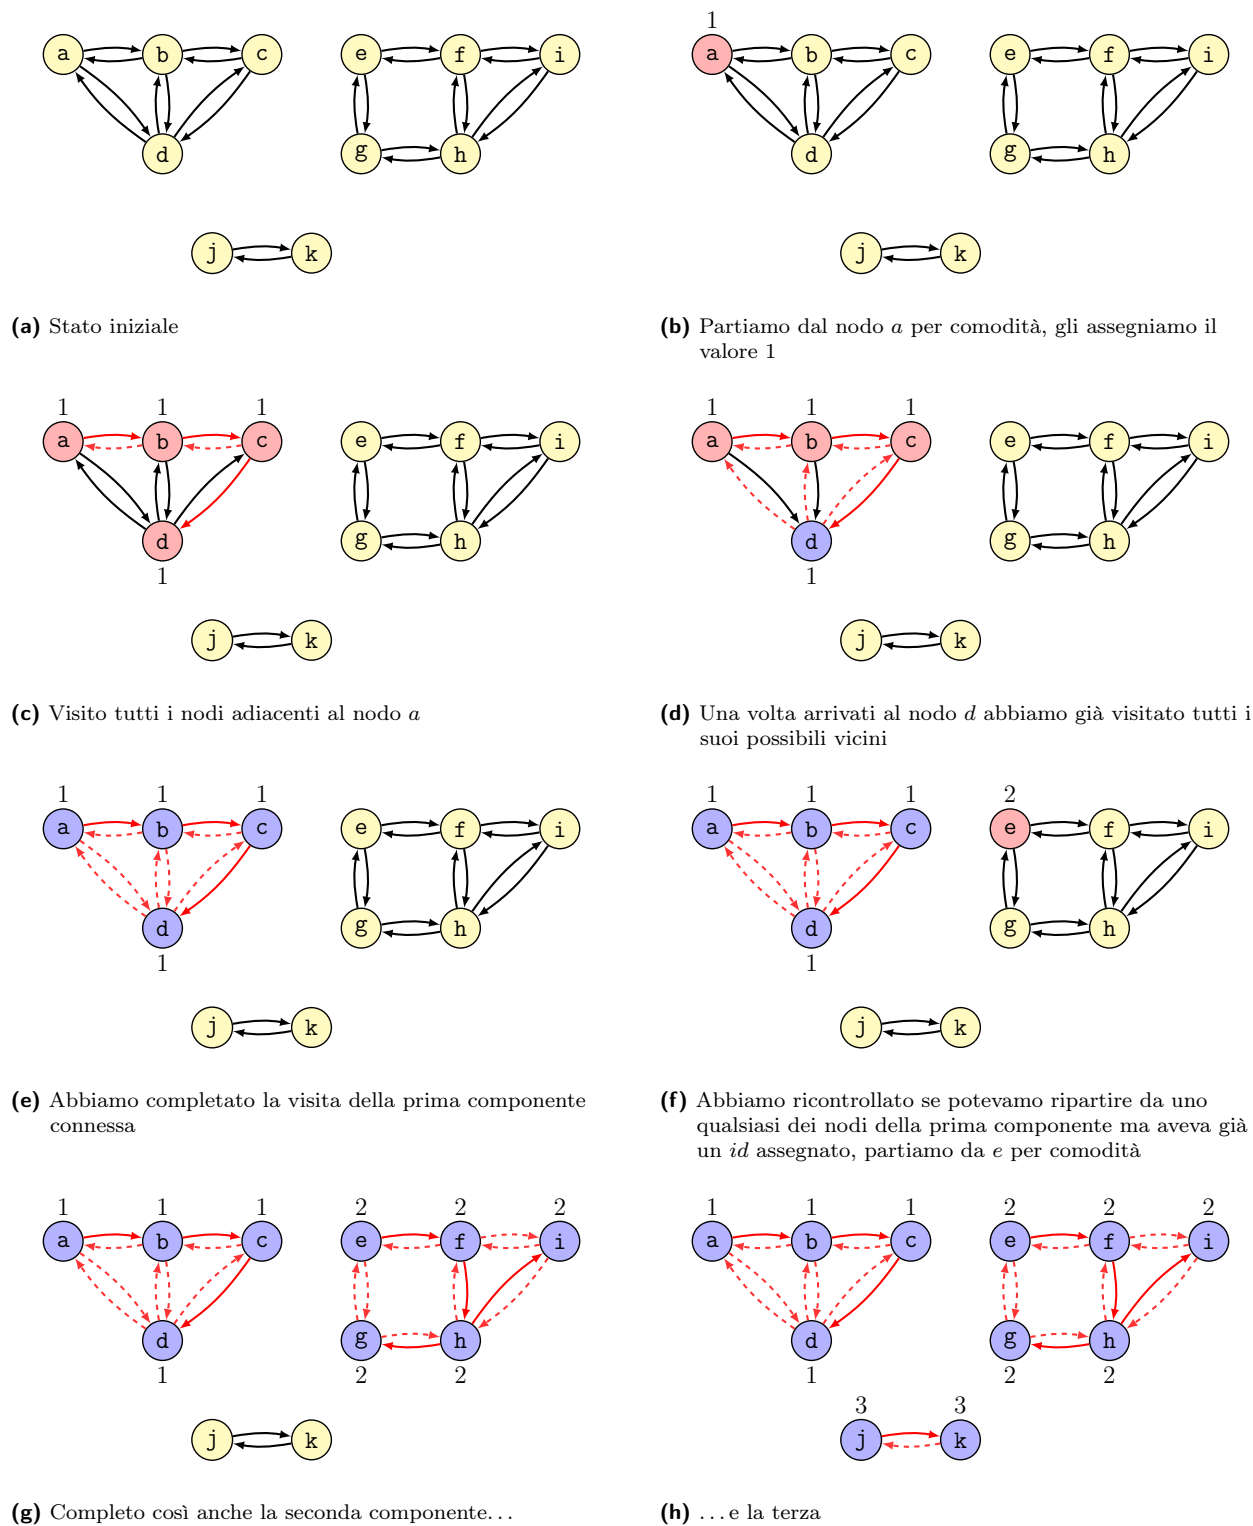 a b c e f i
d g h
j k
(a) Stato iniziale
1
a b c e f i
d g h
j k
(b) Partiamo dal nodo a per comodità, gli assegniamo il
valore 1
1 1 1
a b c e f i
d g h
1
j k
(c) Visito tutti i nodi adiacenti al nodo a
1 1 1
a b c e f i
d g h
1
j k
(d) Una volta arrivati al nodo d abbiamo già visitato tutti i
suoi possibili vicini
1 1 1
a b c e f i
d g h
1
j k
(e) Abbiamo completato la visita della prima componente
connessa
1 1 1 2
a b c e f i
d g h
1
j k
(f) Abbiamo ricontrollato se potevamo ripartire da uno
qualsiasi dei nodi della prima componente ma aveva già
un id assegnato, partiamo da e per comodità
1 1 1 2 2 2
a b c e f i
d g h
1 2 2
j k
(g) Completo così anche la seconda componente...
1 1 1 2 2 2
a b c e f i
d g h
1 2 2
3 3
j k
(h) ...e la terza